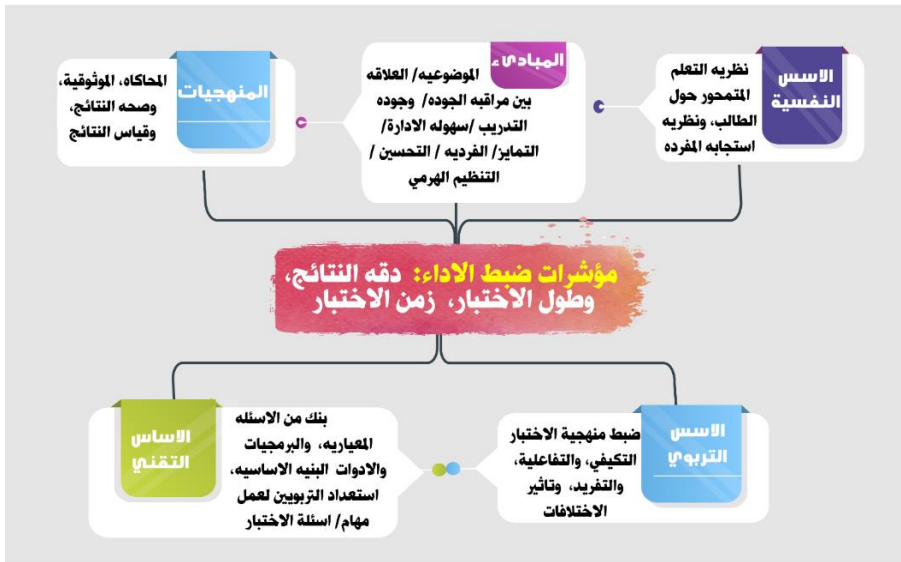 الاسس
النفسية
نظريه التعلم
المتمحور حول
الطالب، ونظريه
استجابه المفرده
المبادىء
الموضوعيه/ العلاقه
بين مراقبه الجوده/ وجوده
التدريب /سهوله الادارة/
التمايز/ الفرديه / التحسين /
التنظيم الهرمي
المنهجيات
المحاكاه، الموثوقية،
وصحه النتائج،
وقياس النتائج
مؤشرات ضبط الاداء: دقه النتائج،
وطول الاختبار، زمن الاختبار
الاسس
التربوي
ضبط منهجية الاختبار
التكيفي، والتفاعلية،
والتفريد، وتاثير
الاختلافات
الاساس
التقني
بنك من الاسئله
المعياريه، والبرمجيات
والادوات البنيه الاساسيه،
استعداد التربويين لعمل
مهام/ اسئلة الاختبار